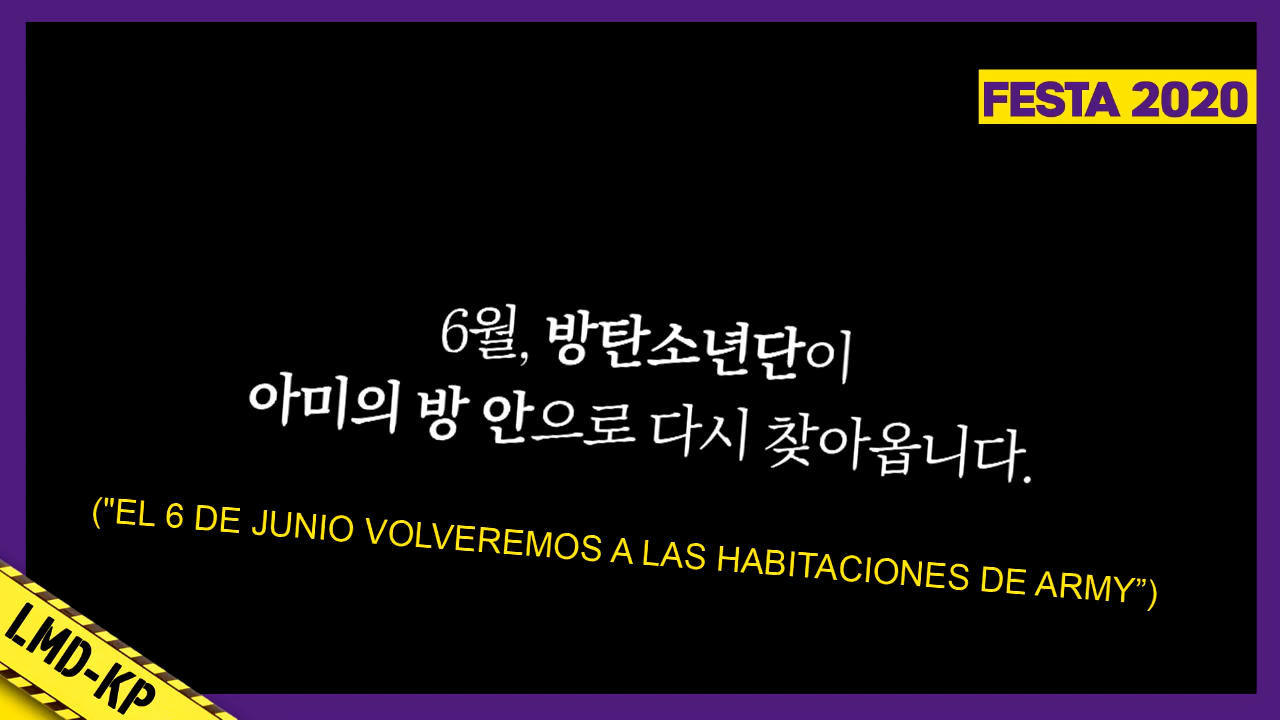 FESTA 2020
6월, 방탄소년단이
아미의 방 안으로 다시 찾아옵니다.
("EL 6 DE JUNIO VOLVEREMOS A LAS HABITACIONES DE ARMY”)
LMD-KP